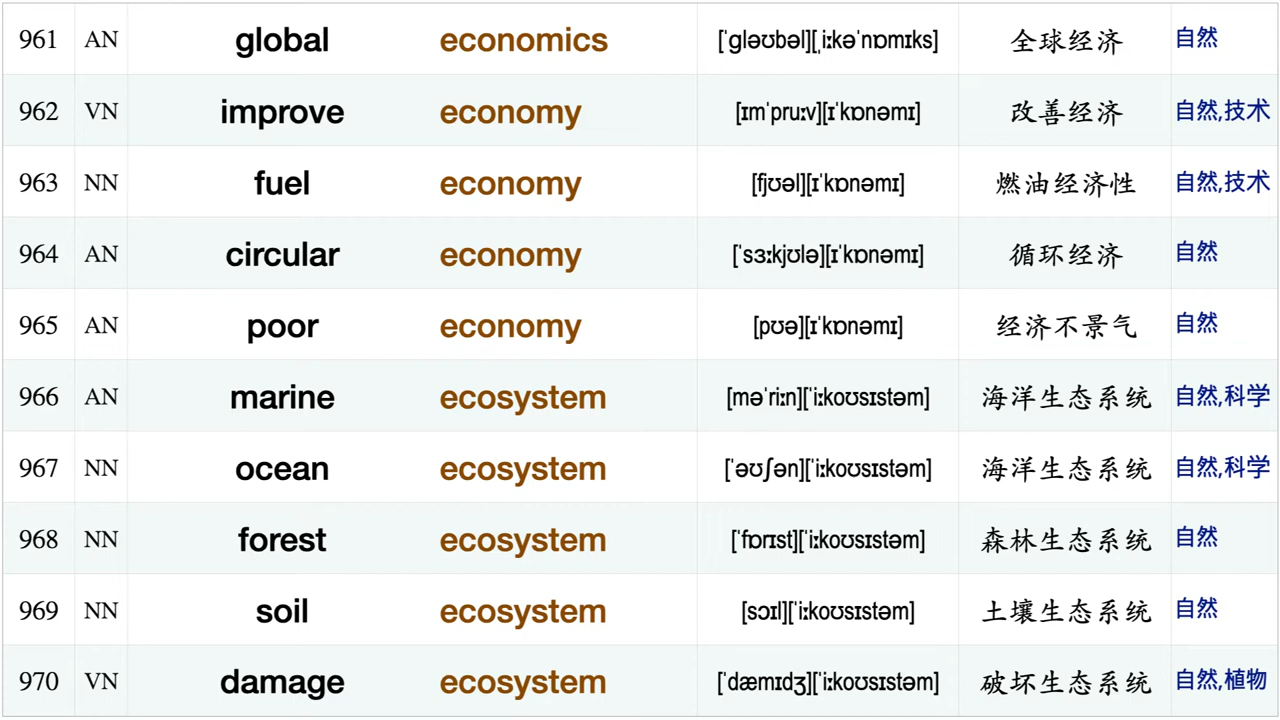 961 AN global economics [ˈgləʊbəl][ˌiːkəˈnɒmɪks] 全球经济 自然
962 VN improve economy [ɪmˈpruːv][ɪˈkɒnəmɪ] 改善经济 自然,技术
963 NN fuel economy [fjʊəl][ɪˈkɒnəmɪ] 燃油经济性 自然,技术
964 AN circular economy [ˈsɜːkjʊlə][ɪˈkɒnəmɪ] 循环经济 自然
965 AN poor economy [pʊə][ɪˈkɒnəmɪ] 经济不景气 自然
966 AN marine ecosystem [məˈriːn][ˈiːkoʊsɪstəm] 海洋生态系统 自然,科学
967 NN ocean ecosystem [ˈəʊʃən][ˈiːkoʊsɪstəm] 海洋生态系统 自然,科学
968 NN forest ecosystem [ˈfɒrɪst][ˈiːkoʊsɪstəm] 森林生态系统 自然
969 NN soil ecosystem [sɔɪl][ˈiːkoʊsɪstəm] 土壤生态系统 自然
970 VN damage ecosystem [ˈdæmɪdʒ][ˈiːkoʊsɪstəm] 破坏生态系统 自然,植物